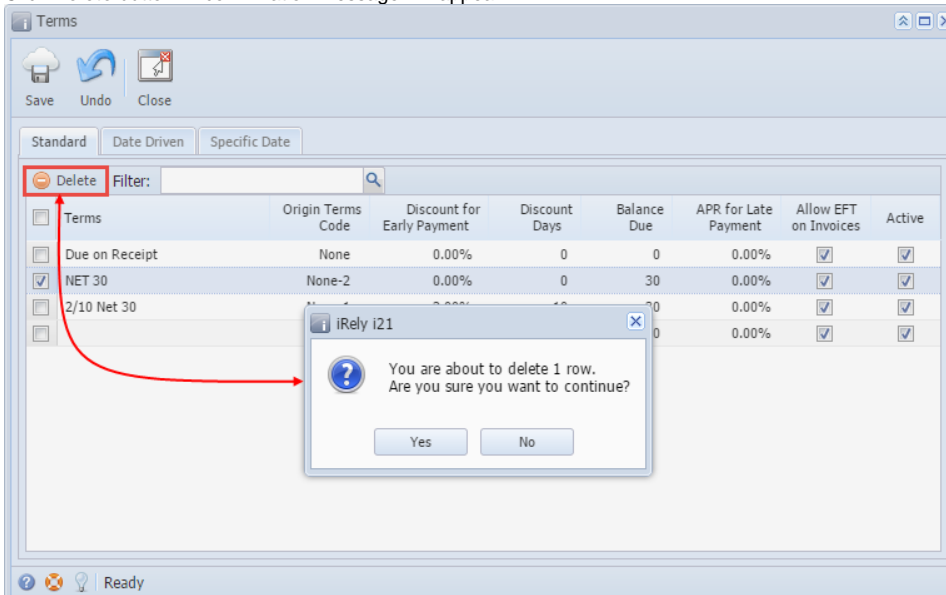 Terms
Save Undo Close
Standard Date Driven Specific Date
Delete Filter:
Terms Origin Terms Code Discount for Early Payment Discount Days Balance Due APR for Late Payment Allow EFT on Invoices Active
Due on Receipt None 0.00% 0 0 0.00%
NET 30 None-2 0.00% 0 30 0.00%
2/10 Net 30 0.00%
0.00%
iRely i21
You are about to delete 1 row.
Are you sure you want to continue?
Yes No
Ready